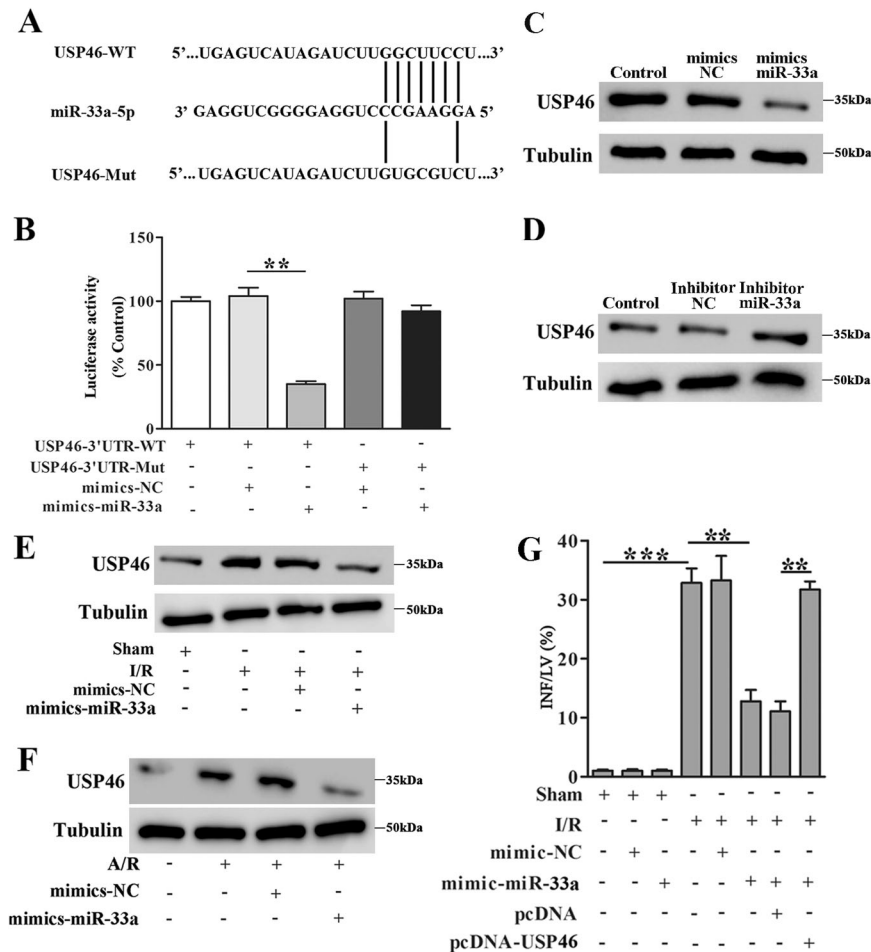 A
USP46-WT 5’...UGAGUCAUAGAUCUUGGCUUCCU...3’
miR-33a-5p 3’ GAGGUCGGGGAGGUCCCGAAGGA 5’
USP46-Mut 5’...UGAGUCAUAGAUCUUGUGCGUCU...3’
B
Luciferase activity
(% Control)
150
100
50
0
**
USP46-3'UTR-WT + + + - -
USP46-3'UTR-Mut - - - + +
mimics-NC - + - + -
mimics-miR-33a - - + - +
C
Control mimics NC mimics miR-33a
USP46 35kDa
Tubulin 50kDa
D
Control Inhibitor NC Inhibitor miR-33a
USP46 35kDa
Tubulin 50kDa
E
USP46 35kDa
Tubulin 50kDa
Sham + - - -
I/R - + + +
mimics-NC - - + -
mimics-miR-33a - - - +
F
USP46 35kDa
Tubulin 50kDa
A/R - + + +
mimics-NC - - + -
mimics-miR-33a - - - +
G
INF/LV (%)
40
30
20
10
0
*** ** **
Sham + + + - - - - -
I/R - - - + + + + +
mimic-NC - + - - + - - -
mimic-miR-33a - - + - - + + +
pcDNA - - - - - - + -
pcDNA-USP46 - - - - - - - +